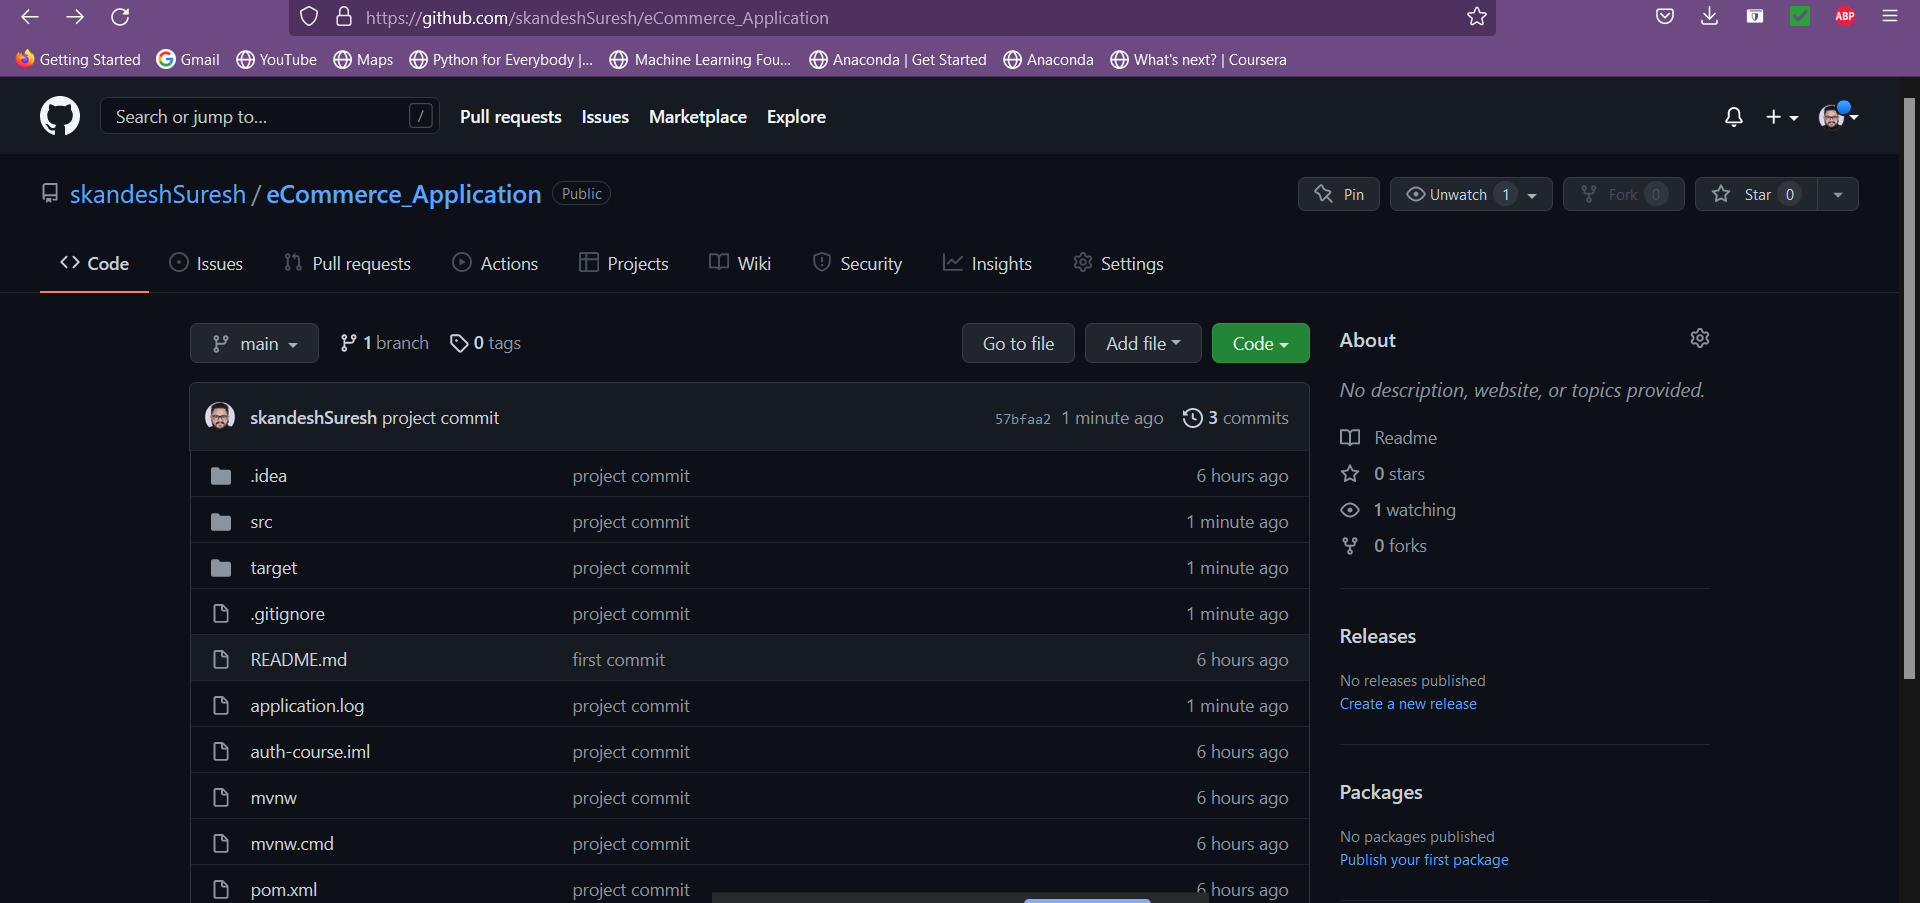 https://github.com/skandeshSuresh/eCommerce_Application
ABP
Getting Started Gmail YouTube Maps Python for Everybody |... Machine Learning Fou... Anaconda | Get Started Anaconda What's next? | Coursera
Search or jump to... / Pull requests Issues Marketplace Explore
skandeshSuresh / eCommerce_Application Public Pin Unwatch 1 Fork 0 Star 0
Code Issues Pull requests Actions Projects Wiki Security Insights Settings
main 1 branch 0 tags Go to file Add file Code
skandeshSuresh project commit 57bfaa2 1 minute ago 3 commits
.idea project commit 6 hours ago
src project commit 1 minute ago
target project commit 1 minute ago
.gitignore project commit 1 minute ago
README.md first commit 6 hours ago
application.log project commit 1 minute ago
auth-course.iml project commit 6 hours ago
mvnw project commit 6 hours ago
mvnw.cmd project commit 6 hours ago
pom.xml project commit 6 hours ago
About
No description, website, or topics provided.
Readme
0 stars
1 watching
0 forks
Releases
No releases published
Create a new release
Packages
No packages published
Publish your first package